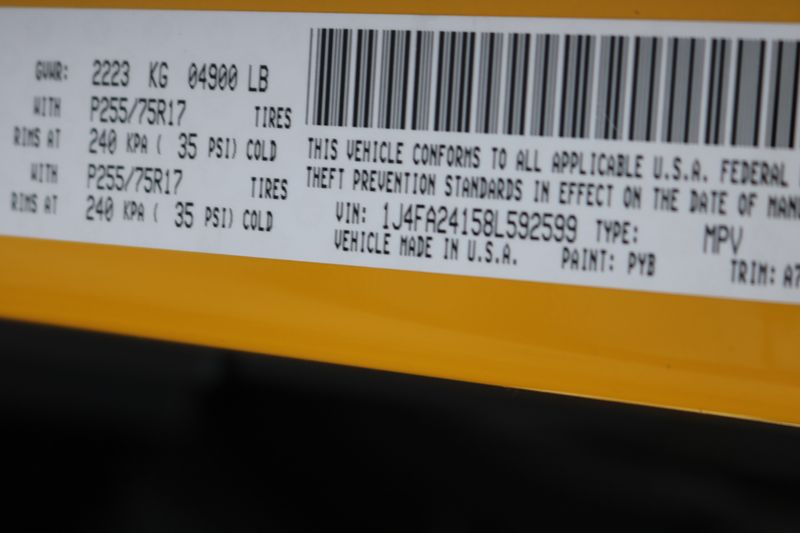 GVWR: 2223 KG 04900 LB
WITH P255/75R17 TIRES
RIMS AT 240 KPA ( 35 PSI) COLD
WITH P255/75R17 TIRES
RIMS AT 240 KPA ( 35 PSI) COLD
THIS VEHICLE CONFORMS TO ALL APPLICABLE U.S.A. FEDERAL
THEFT PREVENTION STANDARDS IN EFFECT ON THE DATE OF MAN
VIN: 1J4FA24158L592599 TYPE: MPV
VEHICLE MADE IN U.S.A. PAINT: PYB TRIM: A7